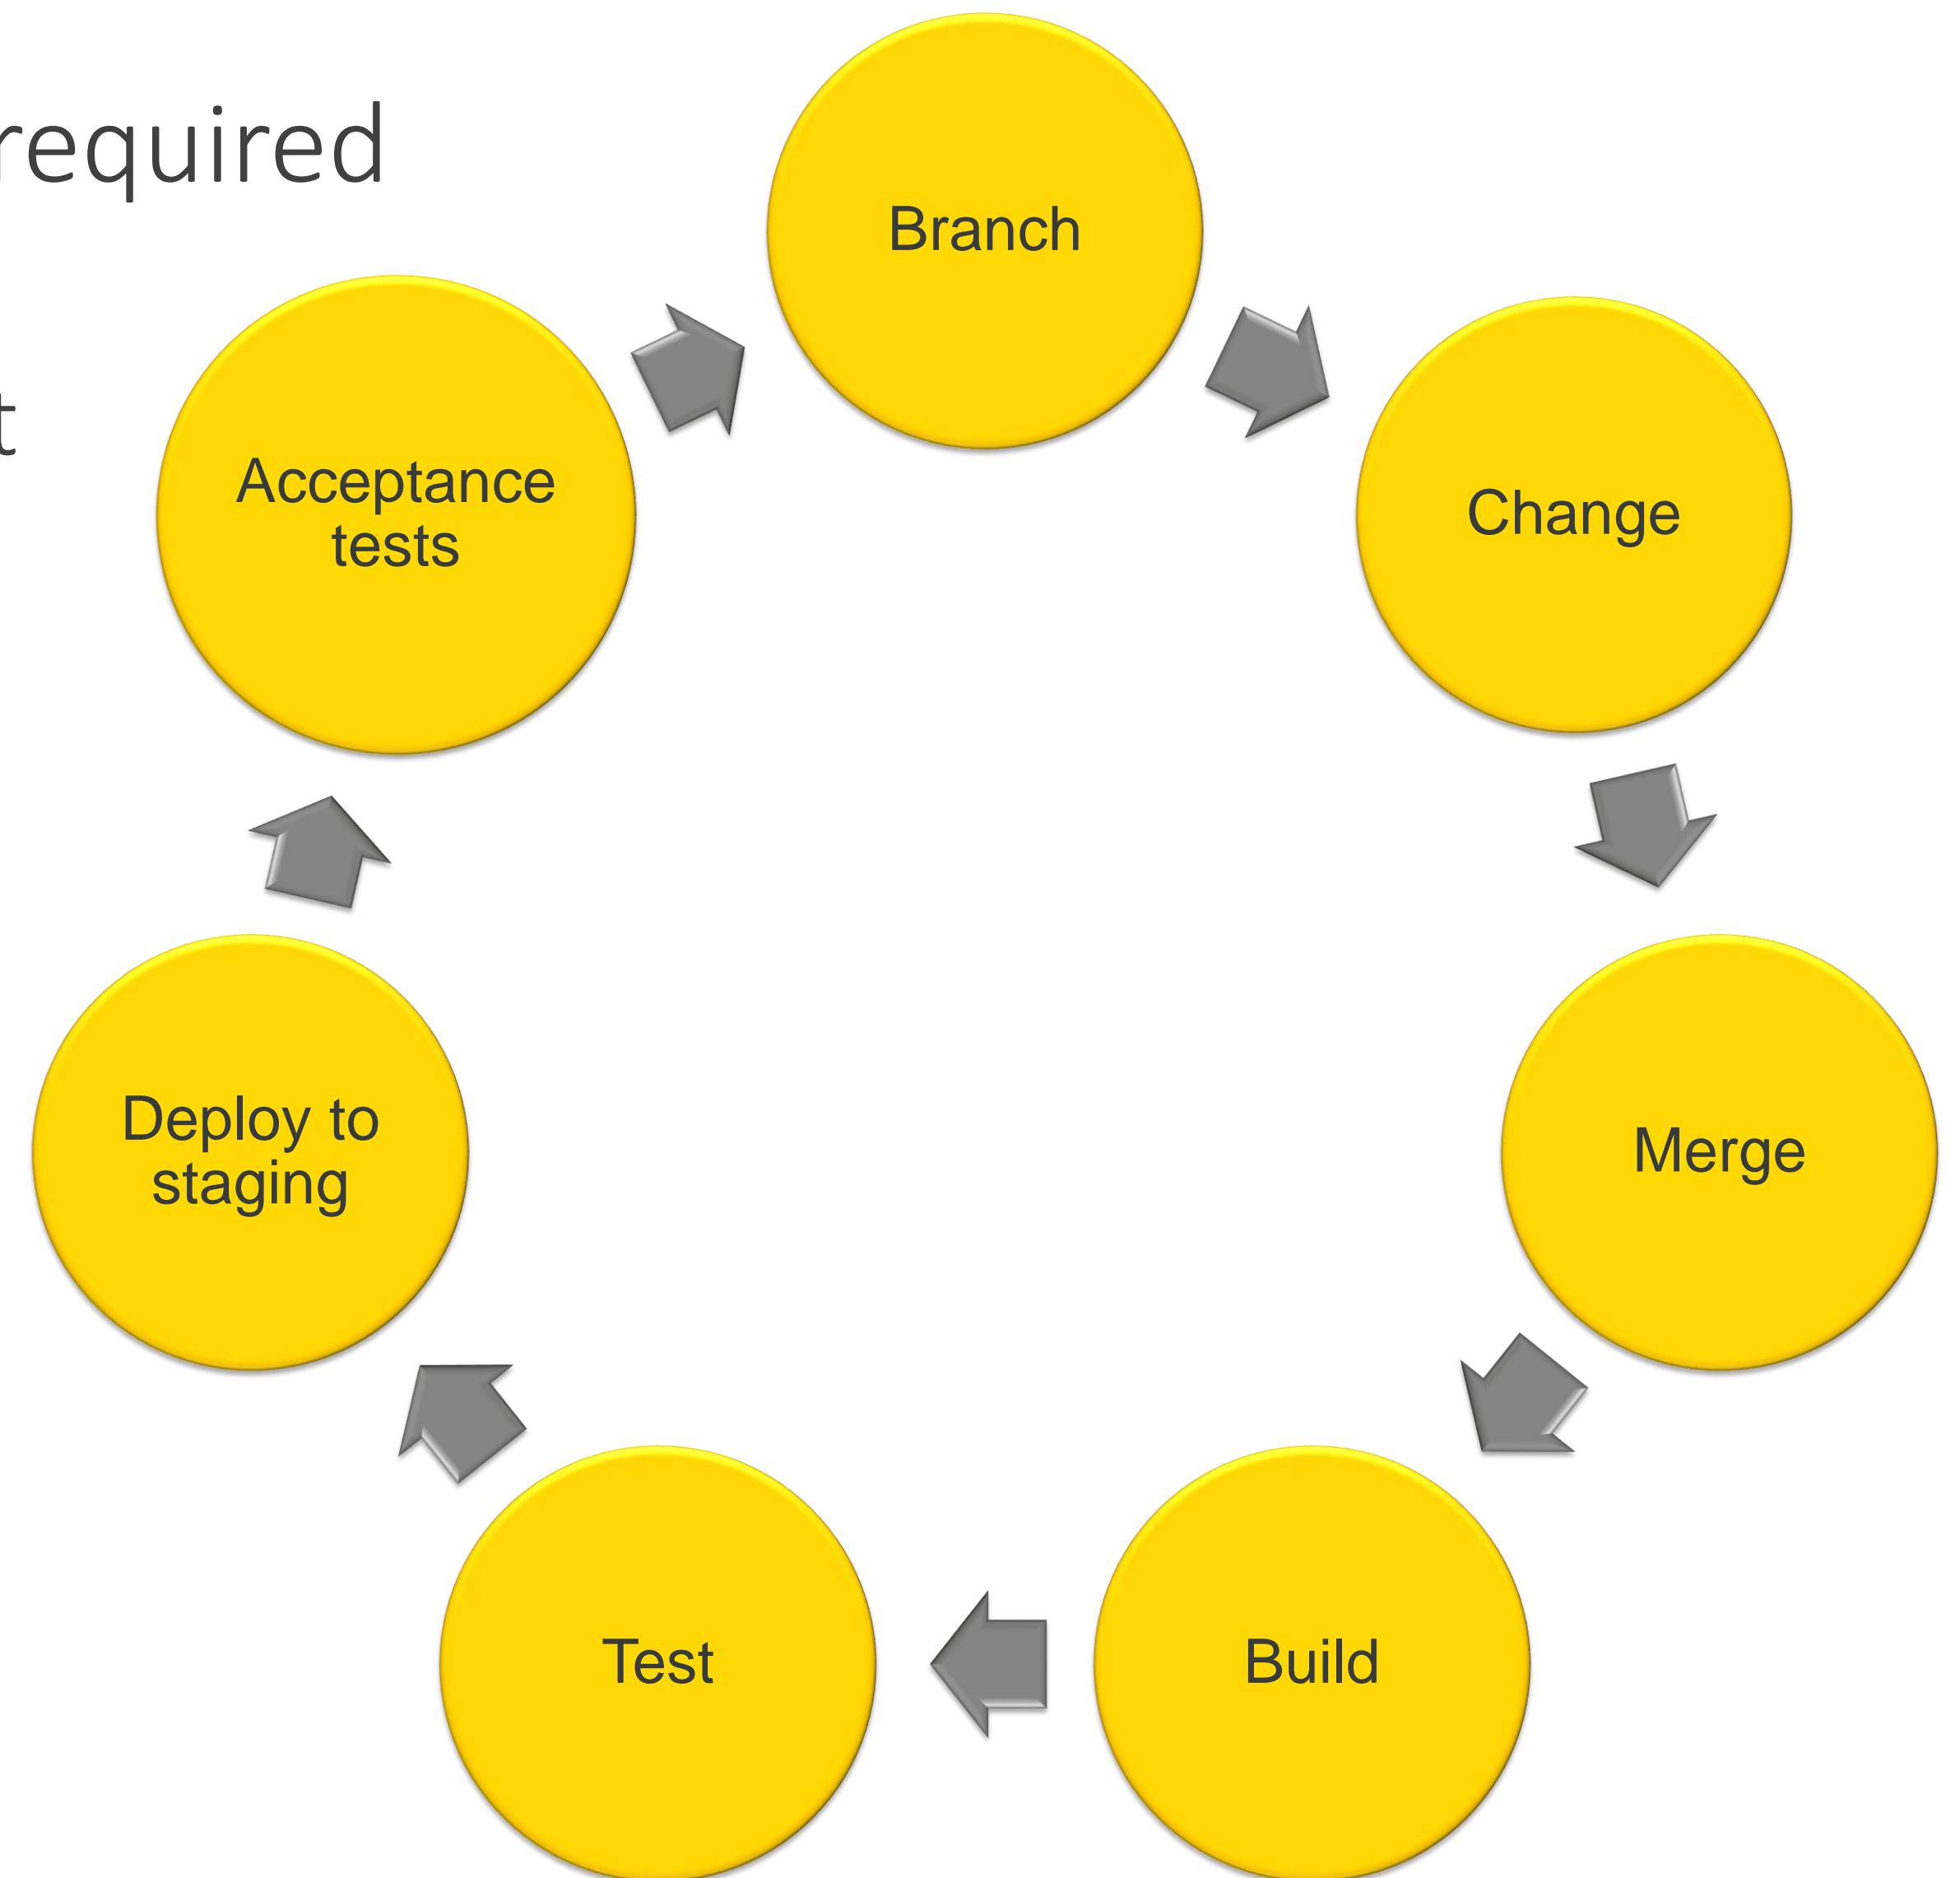 required
t
Branch
Change
Merge
Build
Test
Deploy to
staging
Acceptance
tests